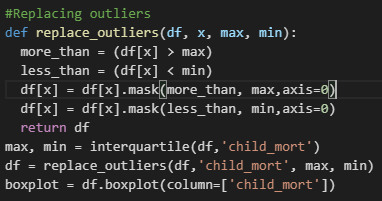 #Replacing outliers
def replace_outliers(df, x, max, min):
  more_than = (df[x] > max)
  less_than = (df[x] < min)
  df[x] = df[x].mask(more_than, max,axis=0)
  df[x] = df[x].mask(less_than, min,axis=0)
  return df
max, min = interquartile(df,'child_mort')
df = replace_outliers(df,'child_mort', max, min)
boxplot = df.boxplot(column=['child_mort'])